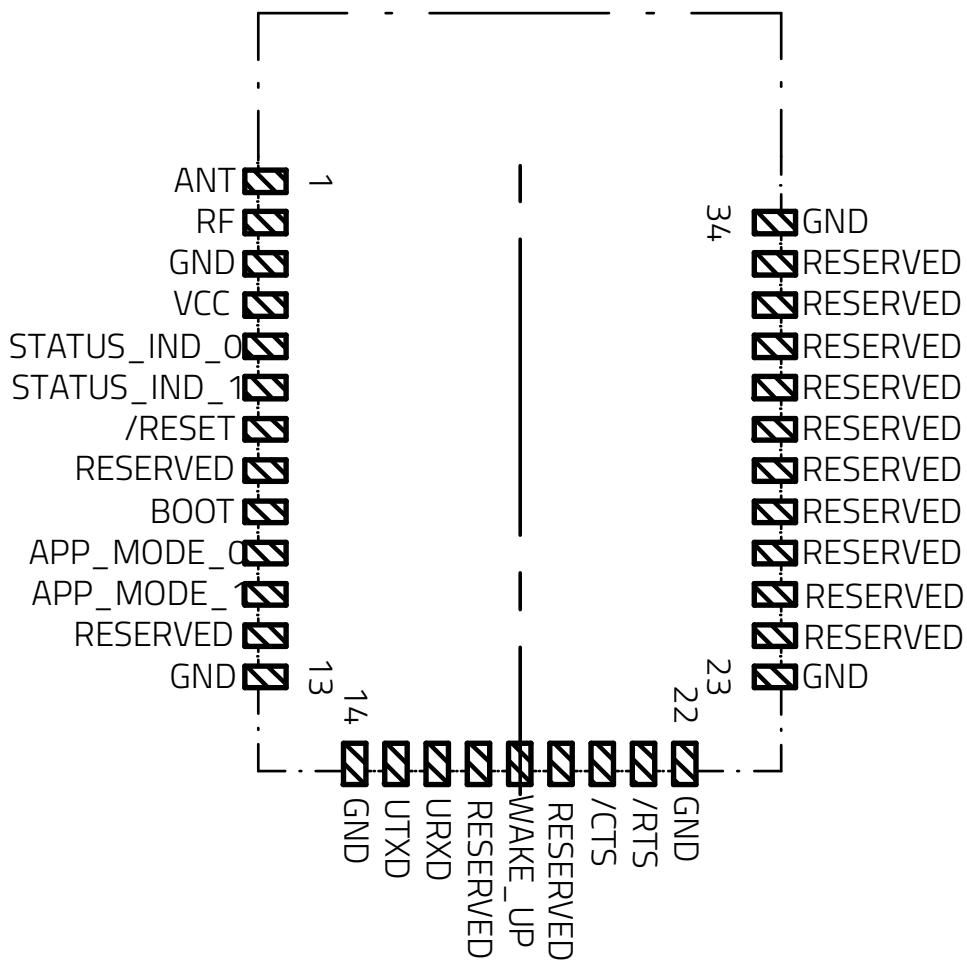 ANT 1
RF
34 GND
GND RESERVED
VCC RESERVED
STATUS_IND_0 RESERVED
STATUS_IND_1 RESERVED
/RESET RESERVED
RESERVED RESERVED
BOOT RESERVED
APP_MODE_0 RESERVED
APP_MODE_1 RESERVED
RESERVED RESERVED
GND 13 23 GND
14 22
GND
UTXD
URXD
RESERVED
WAKE_UP
RESERVED
/CTS
/RTS
GND